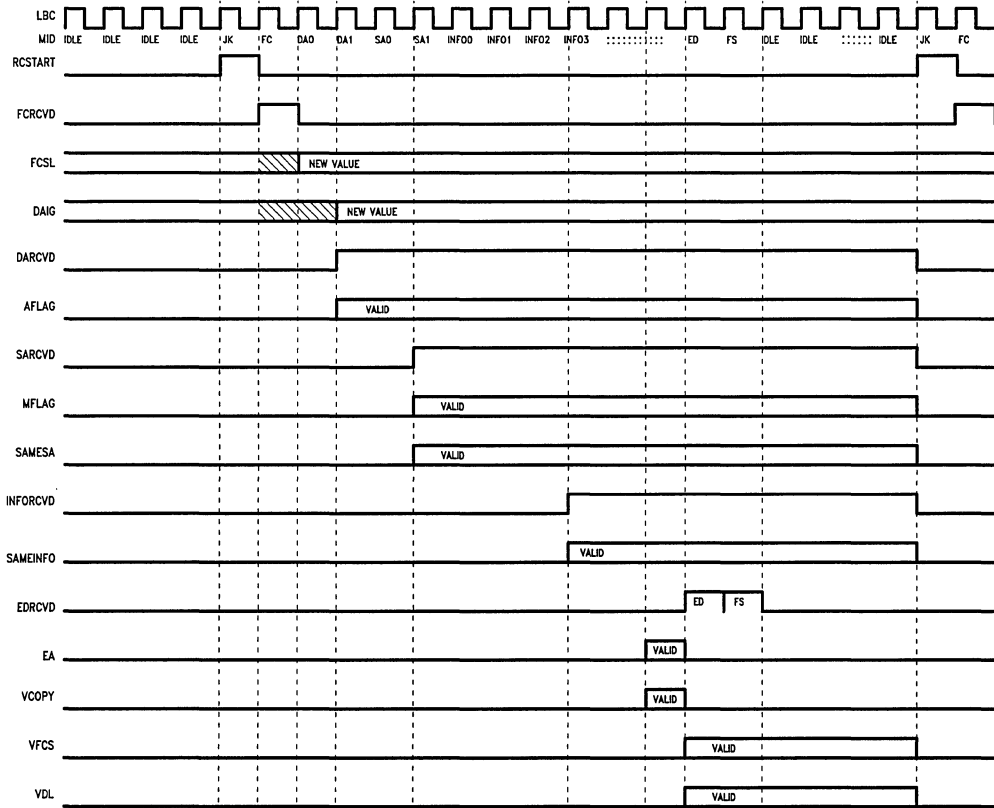 LBC
MID IDLE IDLE IDLE IDLE JK FC DA0 DA1 SA0 SA1 INFO0 INFO1 INFO2 INFO3 ED FS IDLE IDLE IDLE JK FC
RCSTART
FCRCVD
FCSL NEW VALUE
DAIG NEW VALUE
DARCVD
AFLAG VALID
SARCVD
MFLAG VALID
SAMESA VALID
INFORCVD
SAMEINFO VALID
EDRCVD ED FS
EA VALID
VCOPY VALID
VFCS VALID
VDL VALID